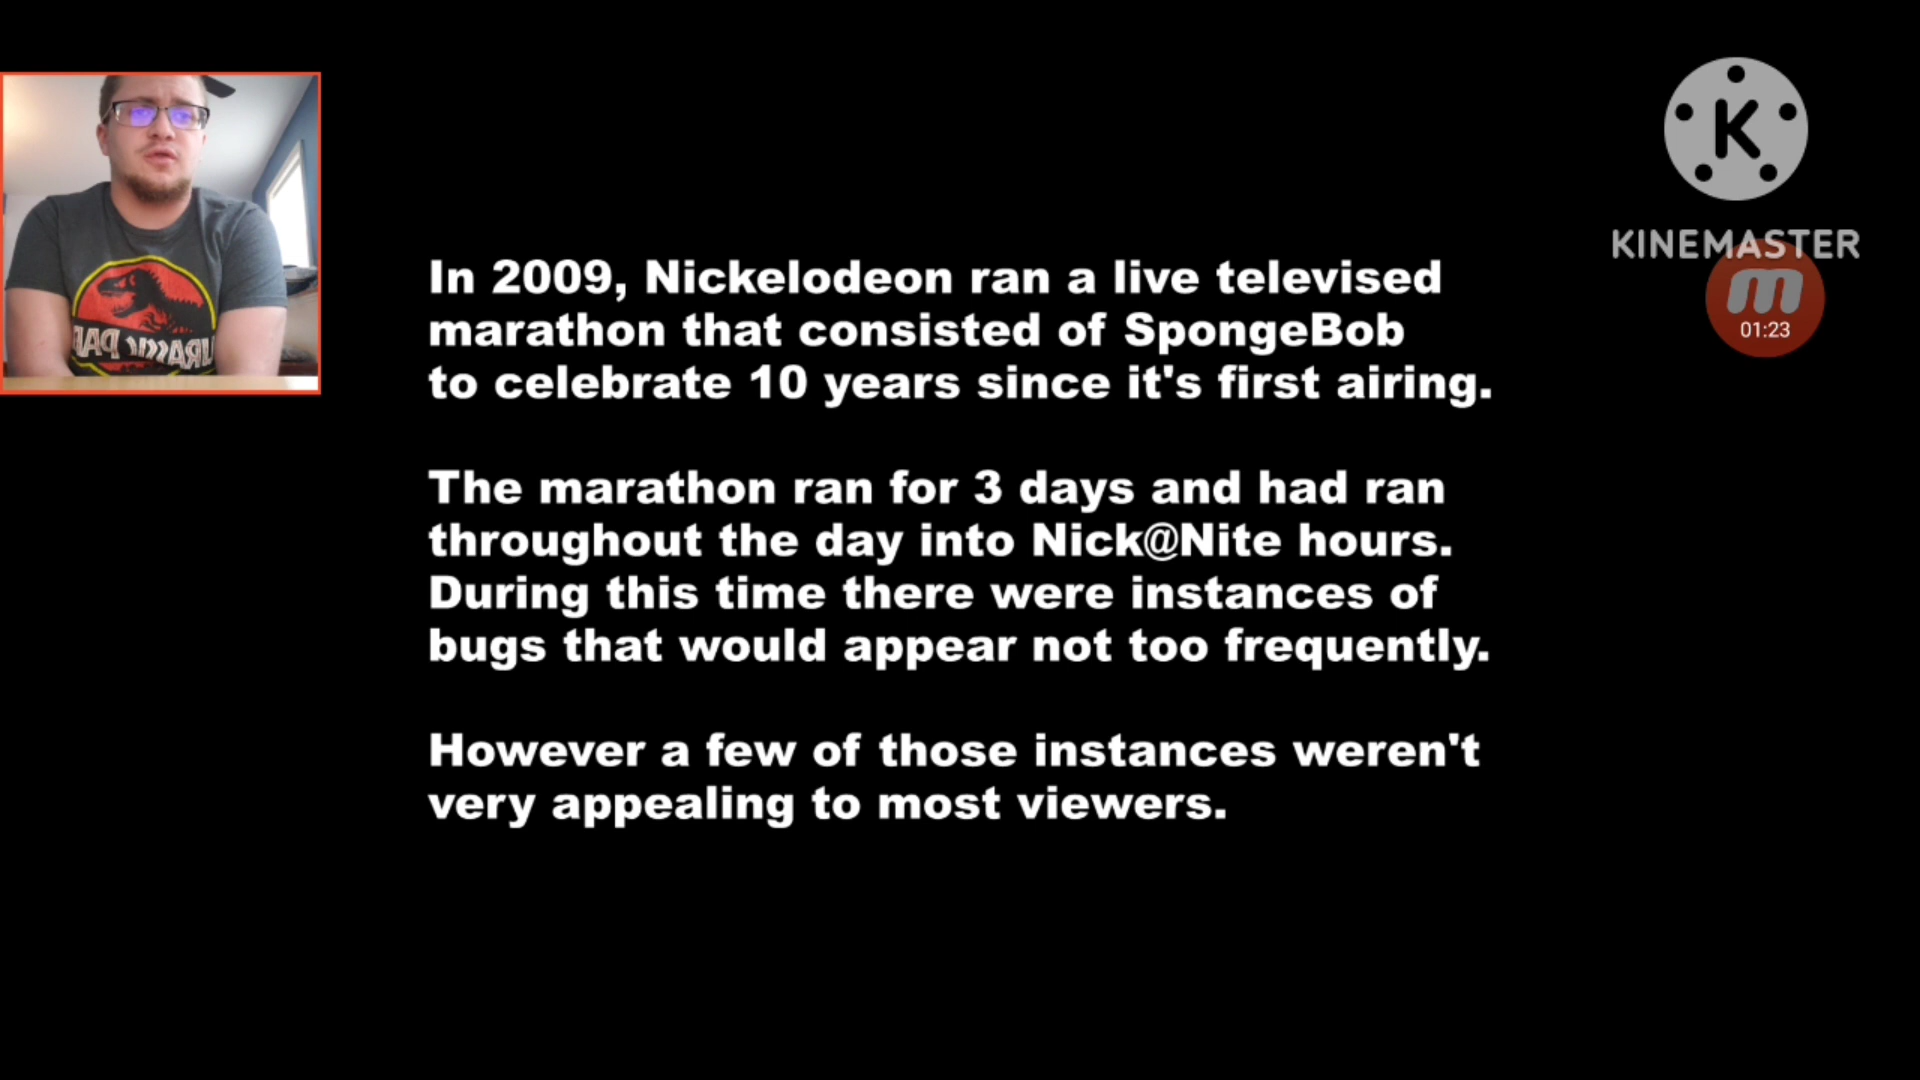 In 2009, Nickelodeon ran a live televised
marathon that consisted of SpongeBob
to celebrate 10 years since it's first airing.
The marathon ran for 3 days and had ran
throughout the day into Nick@Nite hours.
During this time there were instances of
bugs that would appear not too frequently.
However a few of those instances weren't
very appealing to most viewers.
K
KINEMASTER
m
01:23
JURASSIC PARK